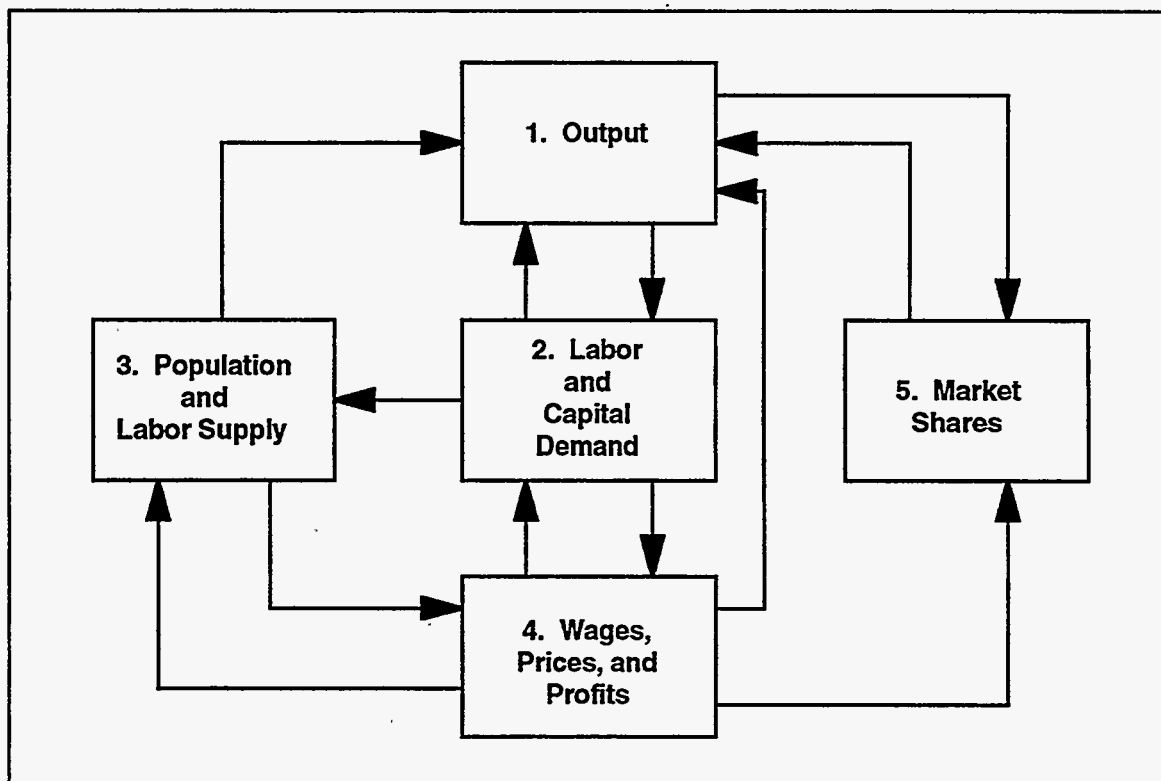 1. Output
2. Labor
and
Capital
Demand
3. Population
and
Labor Supply
5. Market
Shares
4. Wages,
Prices, and
Profits